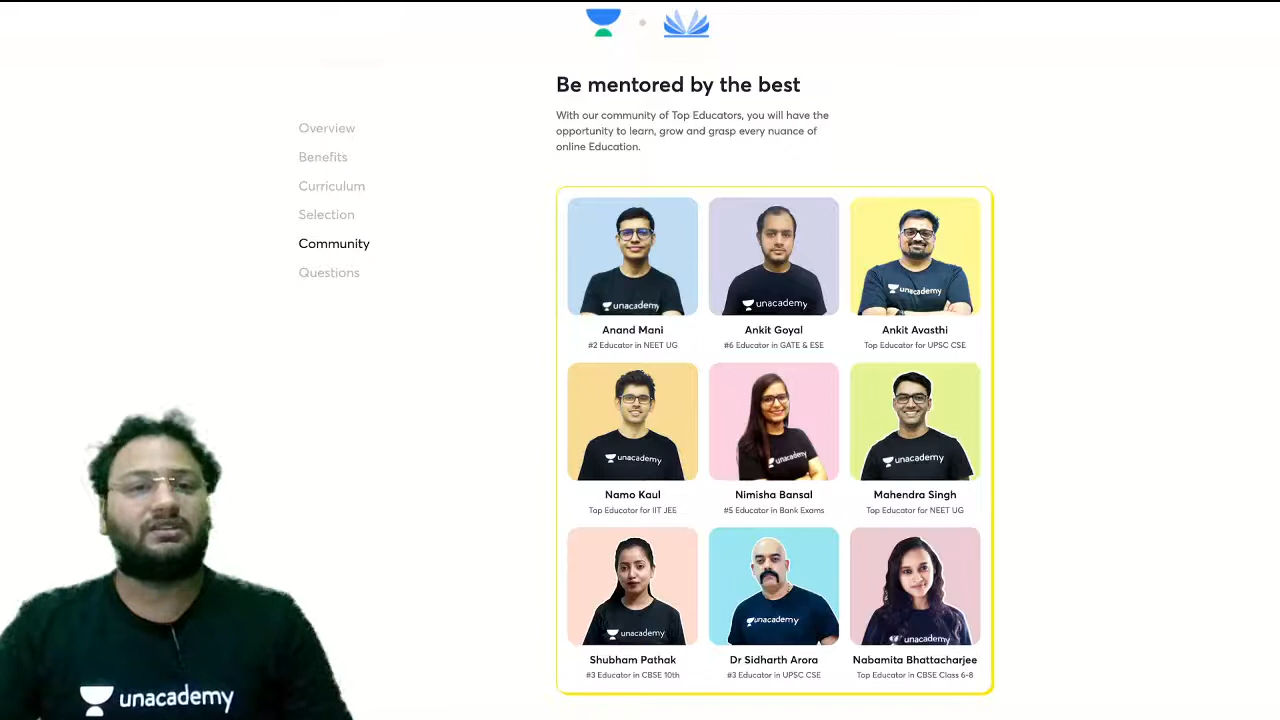 Be mentored by the best
With our community of Top Educators, you will have the
opportunity to learn, grow and grasp every nuance of
online Education.
Overview
Benefits
Curriculum
Selection
Community
Questions
unacademy
unacademy
unacademy
Anand Mani
Ankit Goyal
Ankit Avasthi
#2 Educator in NEET UG
#6 Educator in GATE & ESE
Top Educator for UPSC CSE
unacademy
unacademy
unacademy
Namo Kaul
Nimisha Bansal
Mahendra Singh
Top Educator for IIT JEE
#5 Educator in Bank Exams
Top Educator for NEET UG
unacademy
unacademy
unacademy
Shubham Pathak
Dr Sidharth Arora
Nabamita Bhattacharjee
#3 Educator in CBSE 10th
#3 Educator in UPSC CSE
Top Educator in CBSE Class 6-8
unacademy